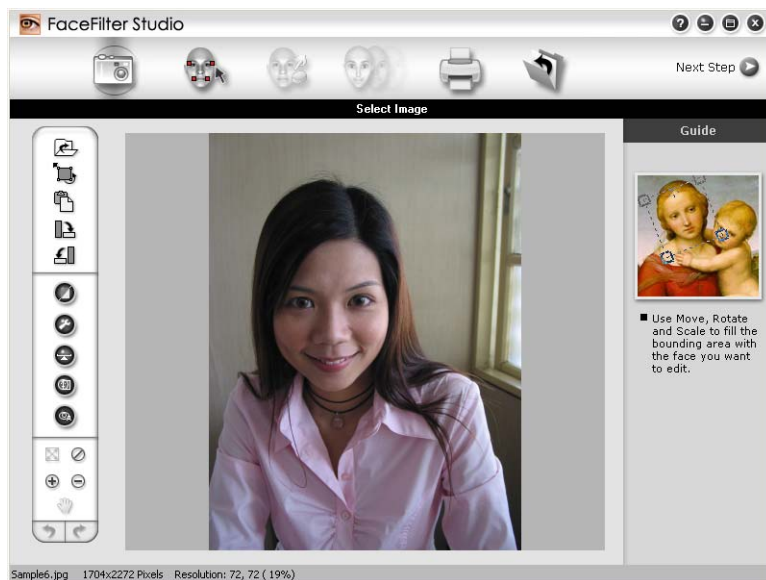 FaceFilter Studio
Next Step
Select Image
Guide
Use Move, Rotate
and Scale to fill the
bounding area with
the face you want
to edit.
Sample6.jpg 1704x2272 Pixels Resolution: 72, 72 ( 19%)